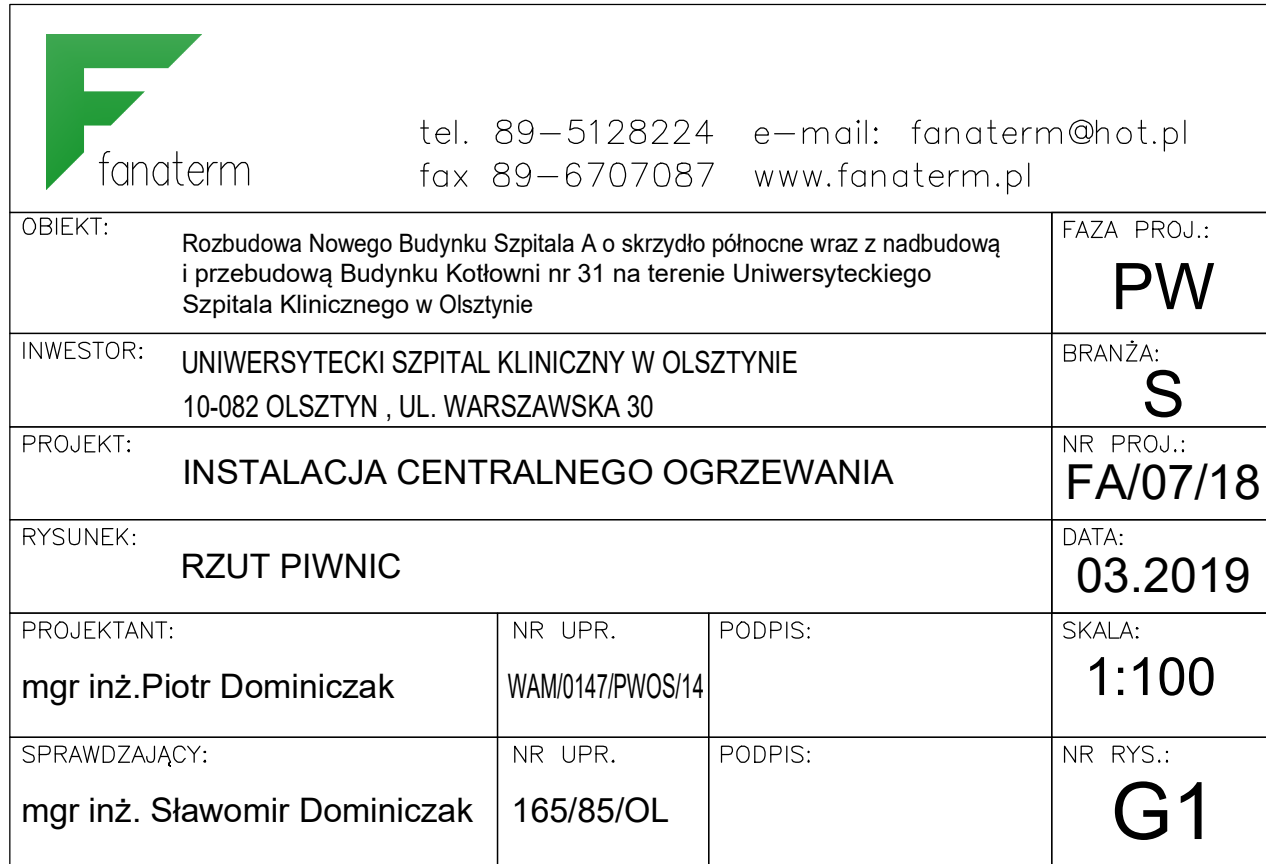 fanaterm
tel. 89-5128224 e-mail: fanaterm@hot.pl
fax 89-6707087 www.fanaterm.pl
OBIEKT:
Rozbudowa Nowego Budynku Szpitala A o skrzydło północne wraz z nadbudową
i przebudową Budynku Kotłowni nr 31 na terenie Uniwersyteckiego
Szpitala Klinicznego w Olsztynie
FAZA PROJ.:
PW
INWESTOR:
UNIWERSYTECKI SZPITAL KLINICZNY W OLSZTYNIE
10-082 OLSZTYN , UL. WARSZAWSKA 30
BRANŻA:
S
PROJEKT:
INSTALACJA CENTRALNEGO OGRZEWANIA
NR PROJ.:
FA/07/18
RYSUNEK:
RZUT PIWNIC
DATA:
03.2019
PROJEKTANT:
mgr inż.Piotr Dominiczak
NR UPR.
WAM/0147/PWOS/14
PODPIS:
SKALA:
1:100
SPRAWDZAJĄCY:
mgr inż. Sławomir Dominiczak
NR UPR.
165/85/OL
PODPIS:
NR RYS.:
G1